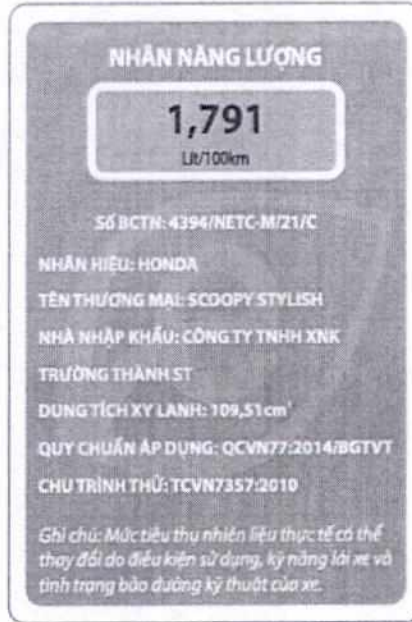 NHÃN NĂNG LƯỢNG
1,791
Lít/100km
Số BCTN: 4394/NETC-M/21/C
NHÃN HIỆU: HONDA
TÊN THƯƠNG MẠI: SCOOPY STYLISH
NHÀ NHẬP KHẨU: CÔNG TY TNHH XNK
TRƯỜNG THÀNH ST
DUNG TÍCH XY LANH: 109,51cm³
QUY CHUẨN ÁP DỤNG: QCVN77:2014/BGTVT
CHU TRÌNH THỬ: TCVN7357:2010
Ghi chú: Mức tiêu thụ nhiên liệu thực tế có thể
thay đổi do điều kiện sử dụng, kỹ năng lái xe và
tình trạng bảo dưỡng kỹ thuật của xe.